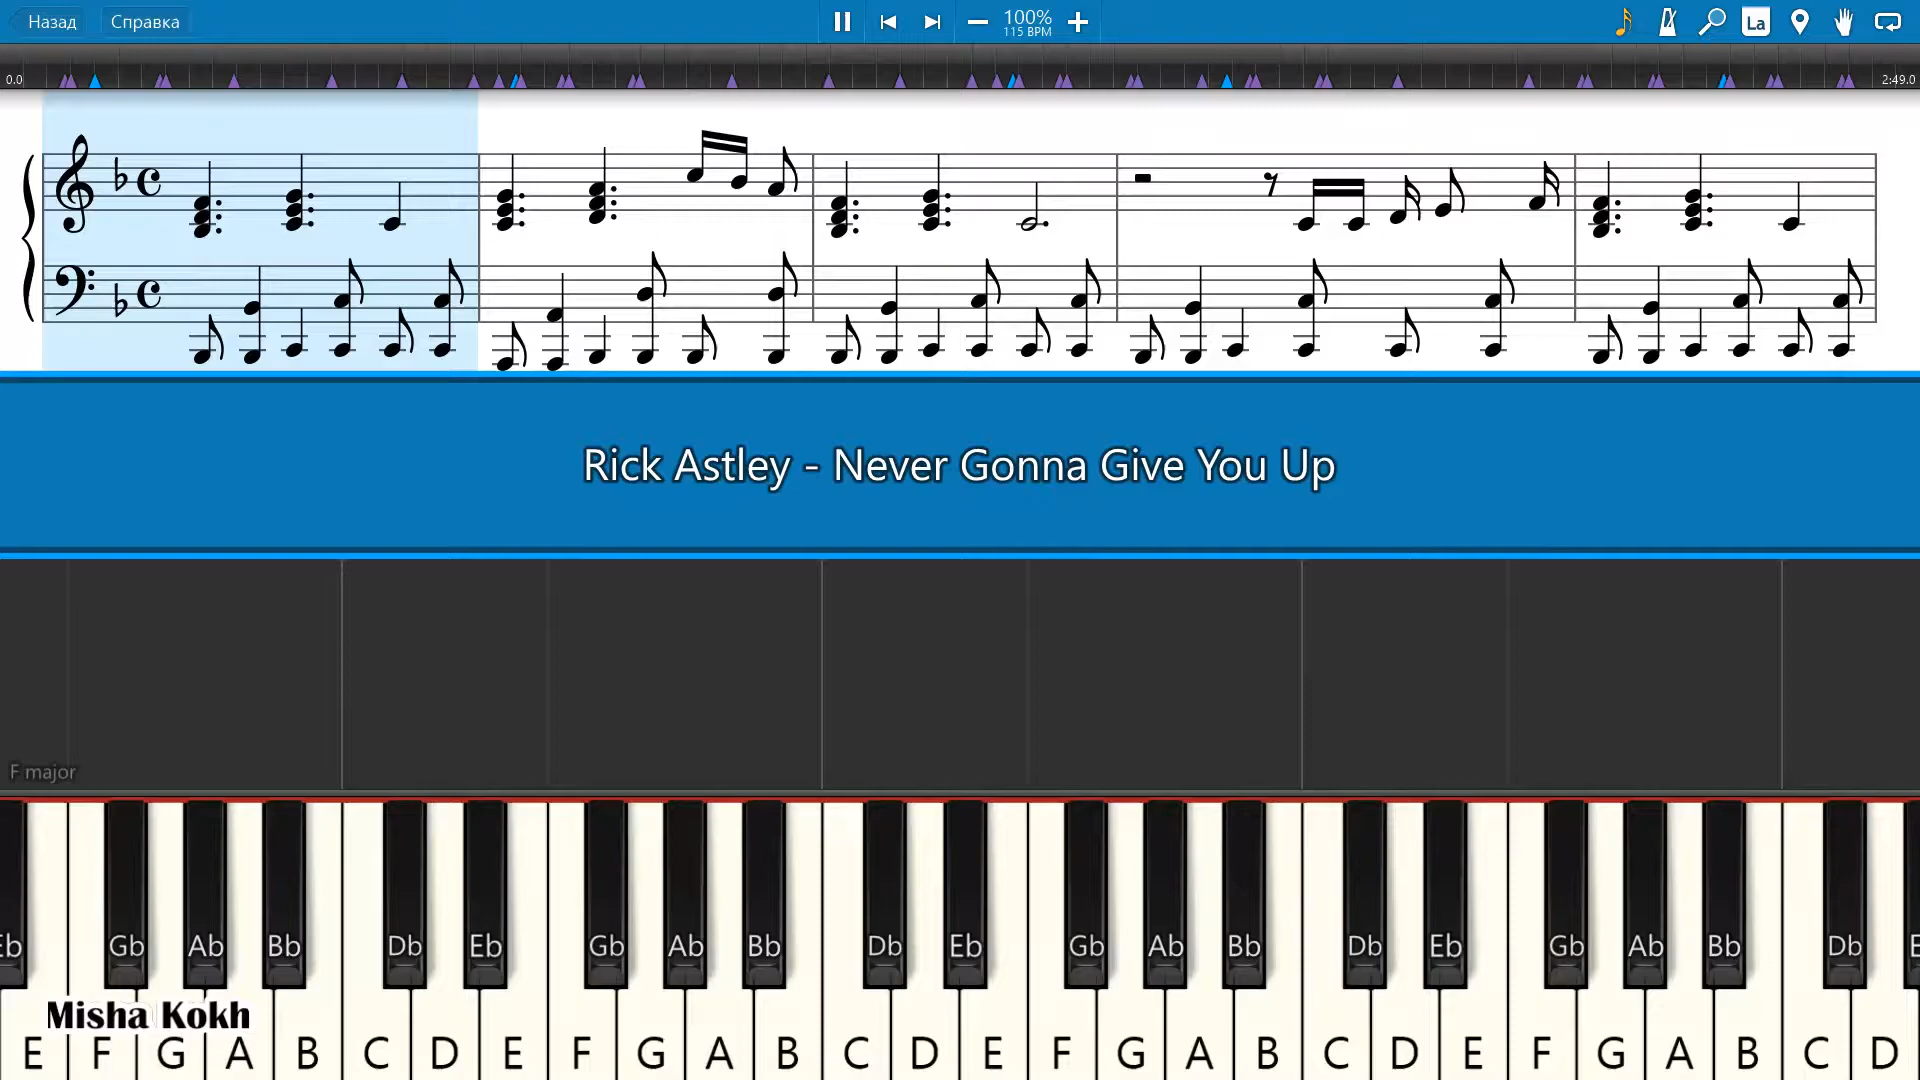 Назад Справка 100% La
115 BPM
0.0 2:49.0
Rick Astley - Never Gonna Give You Up
F major
Eb Gb Ab Bb Db Eb Gb Ab Bb Db Eb Gb Ab Bb Db Eb Gb Ab Bb Db E
Misha Kokh
E F G A B C D E F G A B C D E F G A B C D E F G A B C D